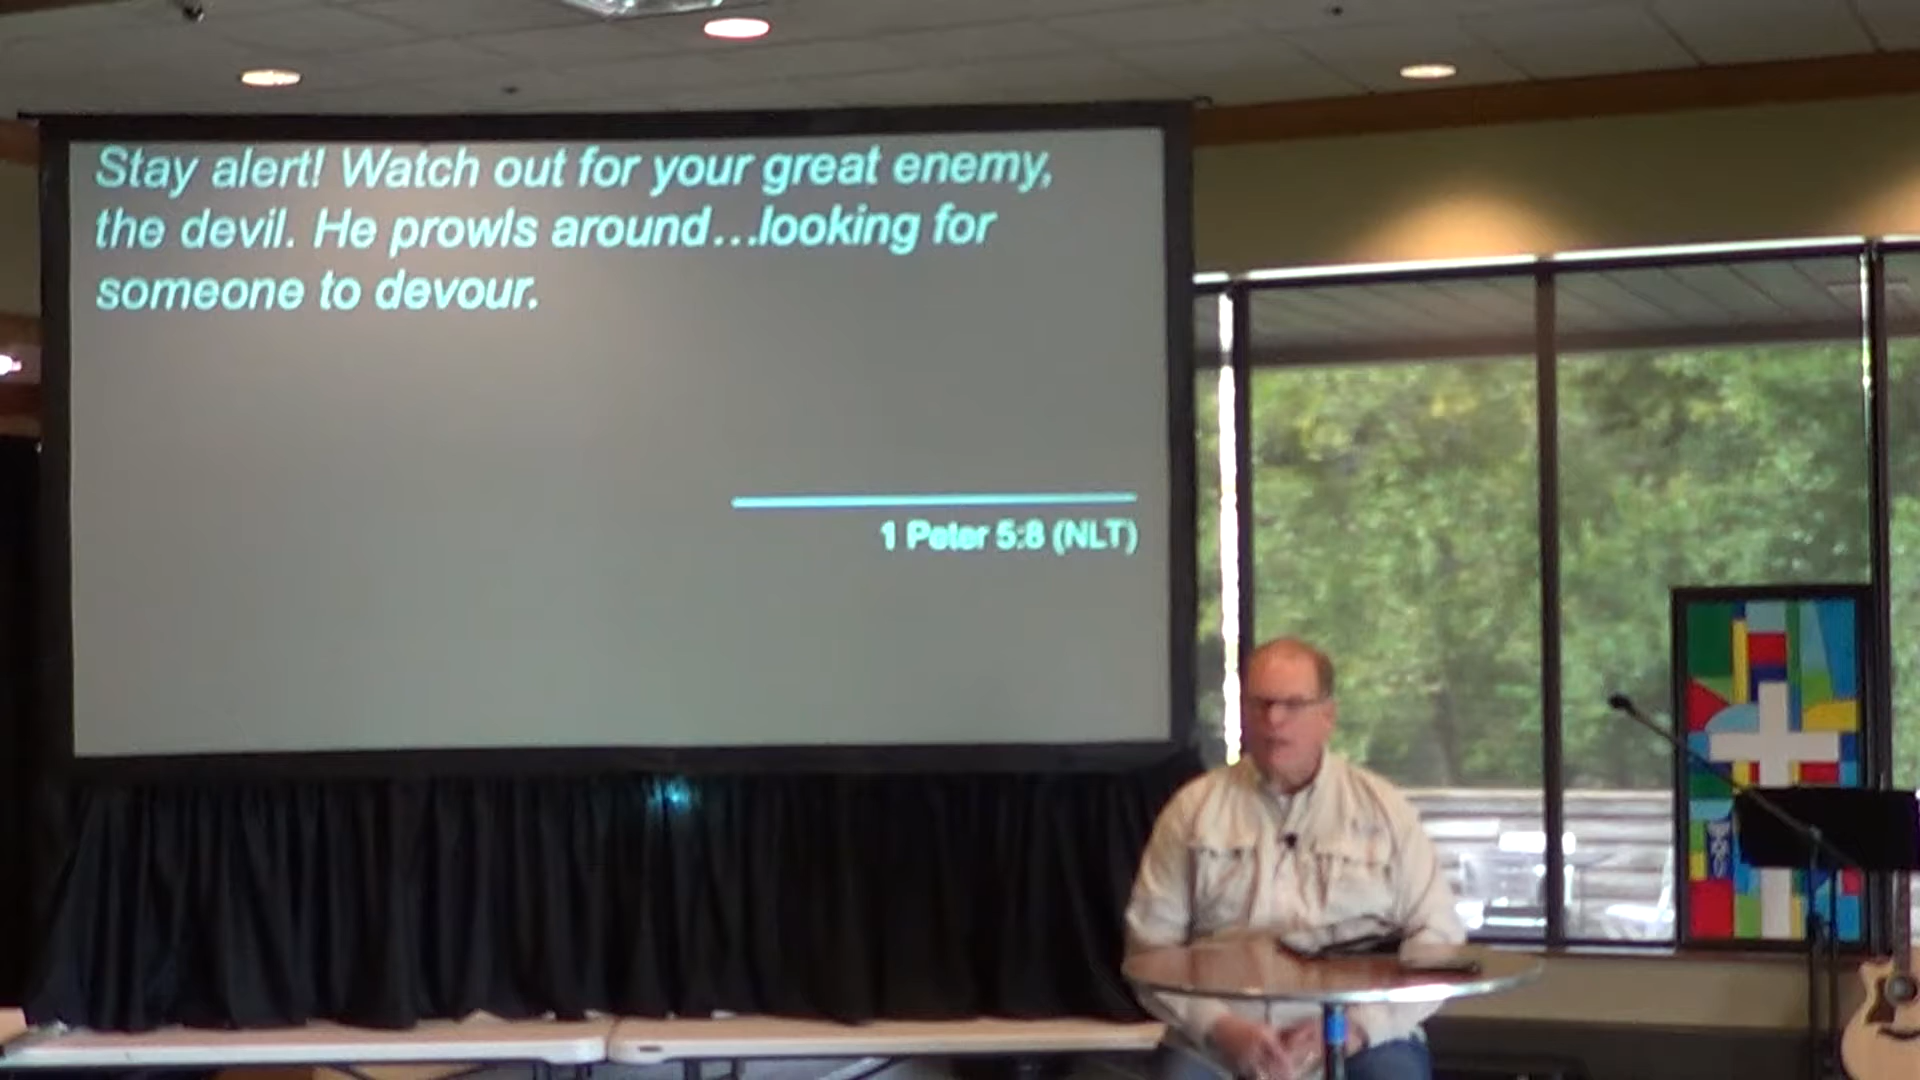 Stay alert! Watch out for your great enemy,
the devil. He prowls around...looking for
someone to devour.
1 Peter 5:8 (NLT)